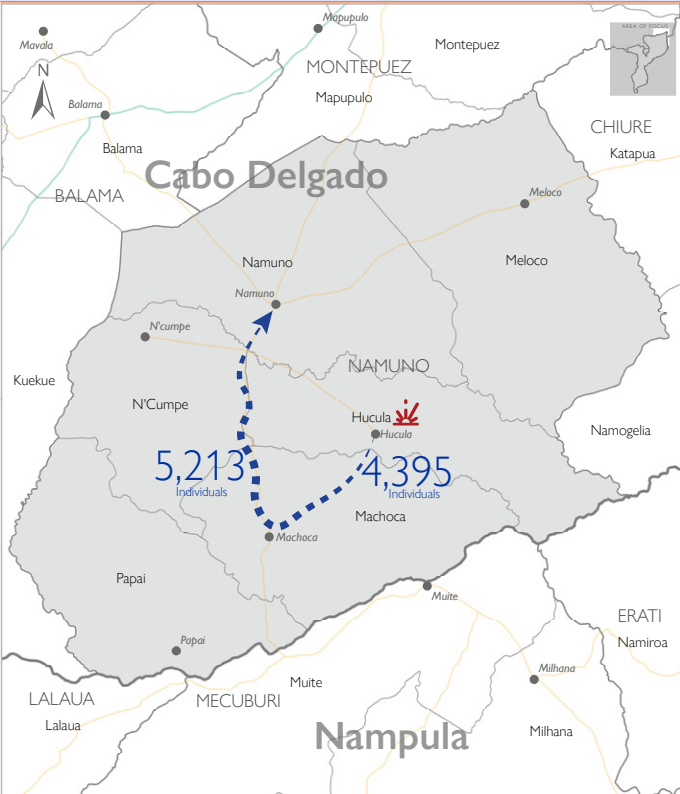 Mapupulo
AREA OF FOCUS
Mavala
Montepuez
N
MONTEPUEZ
Mapupulo
Balama
CHIURE
Balama
Katapua
Cabo Delgado
BALAMA
Meloco
Namuno
Meloco
Namuno
N'cumpe
NAMUNO
Kuekue
N'Cumpe
Hucula
Hucula
Namogelia
5,213
Individuals
4,395
Individuals
Machoca
Machoca
Papai
Muite
ERATI
Namiroa
Papai
Milhana
Muite
LALAUA
MECUBURI
Lalaua
Nampula
Milhana